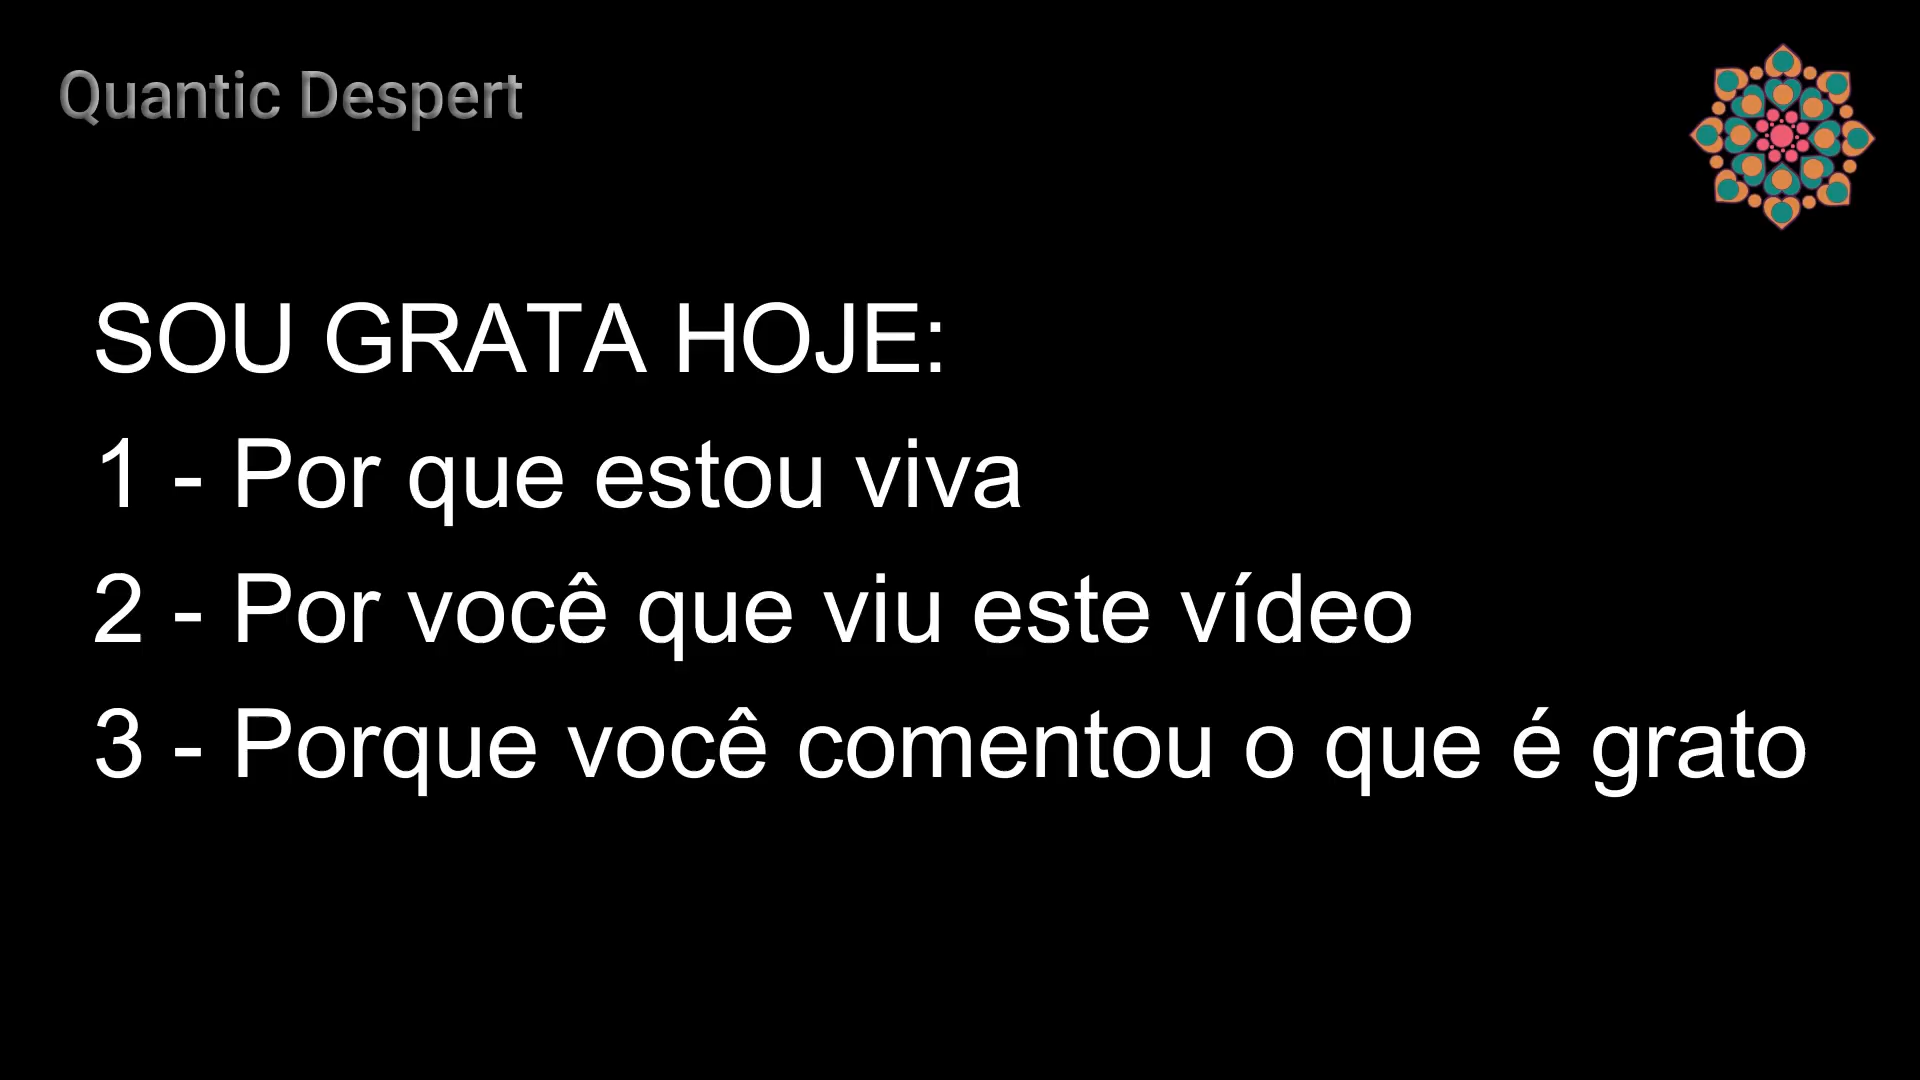 Quantic Despert
SOU GRATA HOJE:
1 - Por que estou viva
2 - Por você que viu este vídeo
3 - Porque você comentou o que é grato